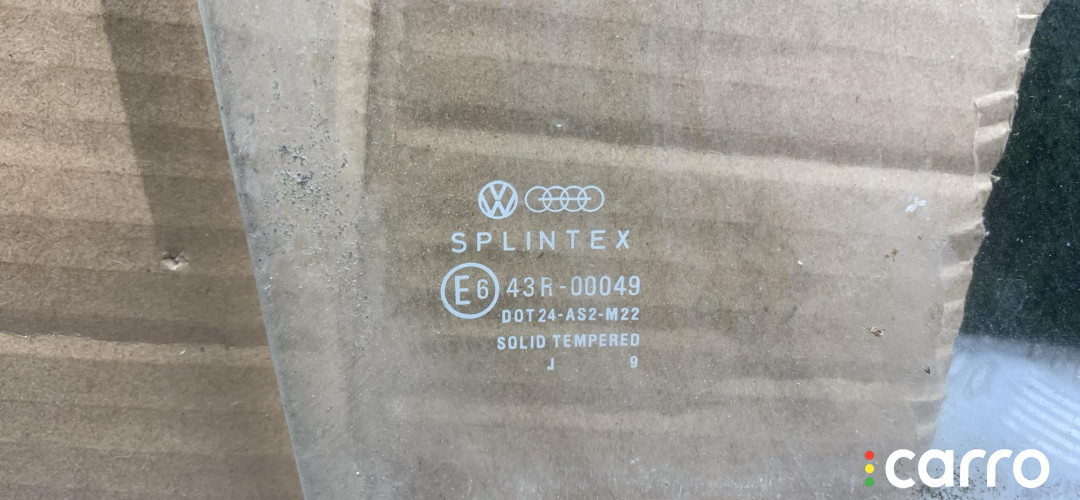 SPLINTEX
E6 43R-00049
DOT24-AS2-M22
SOLID TEMPERED
J 9
carro